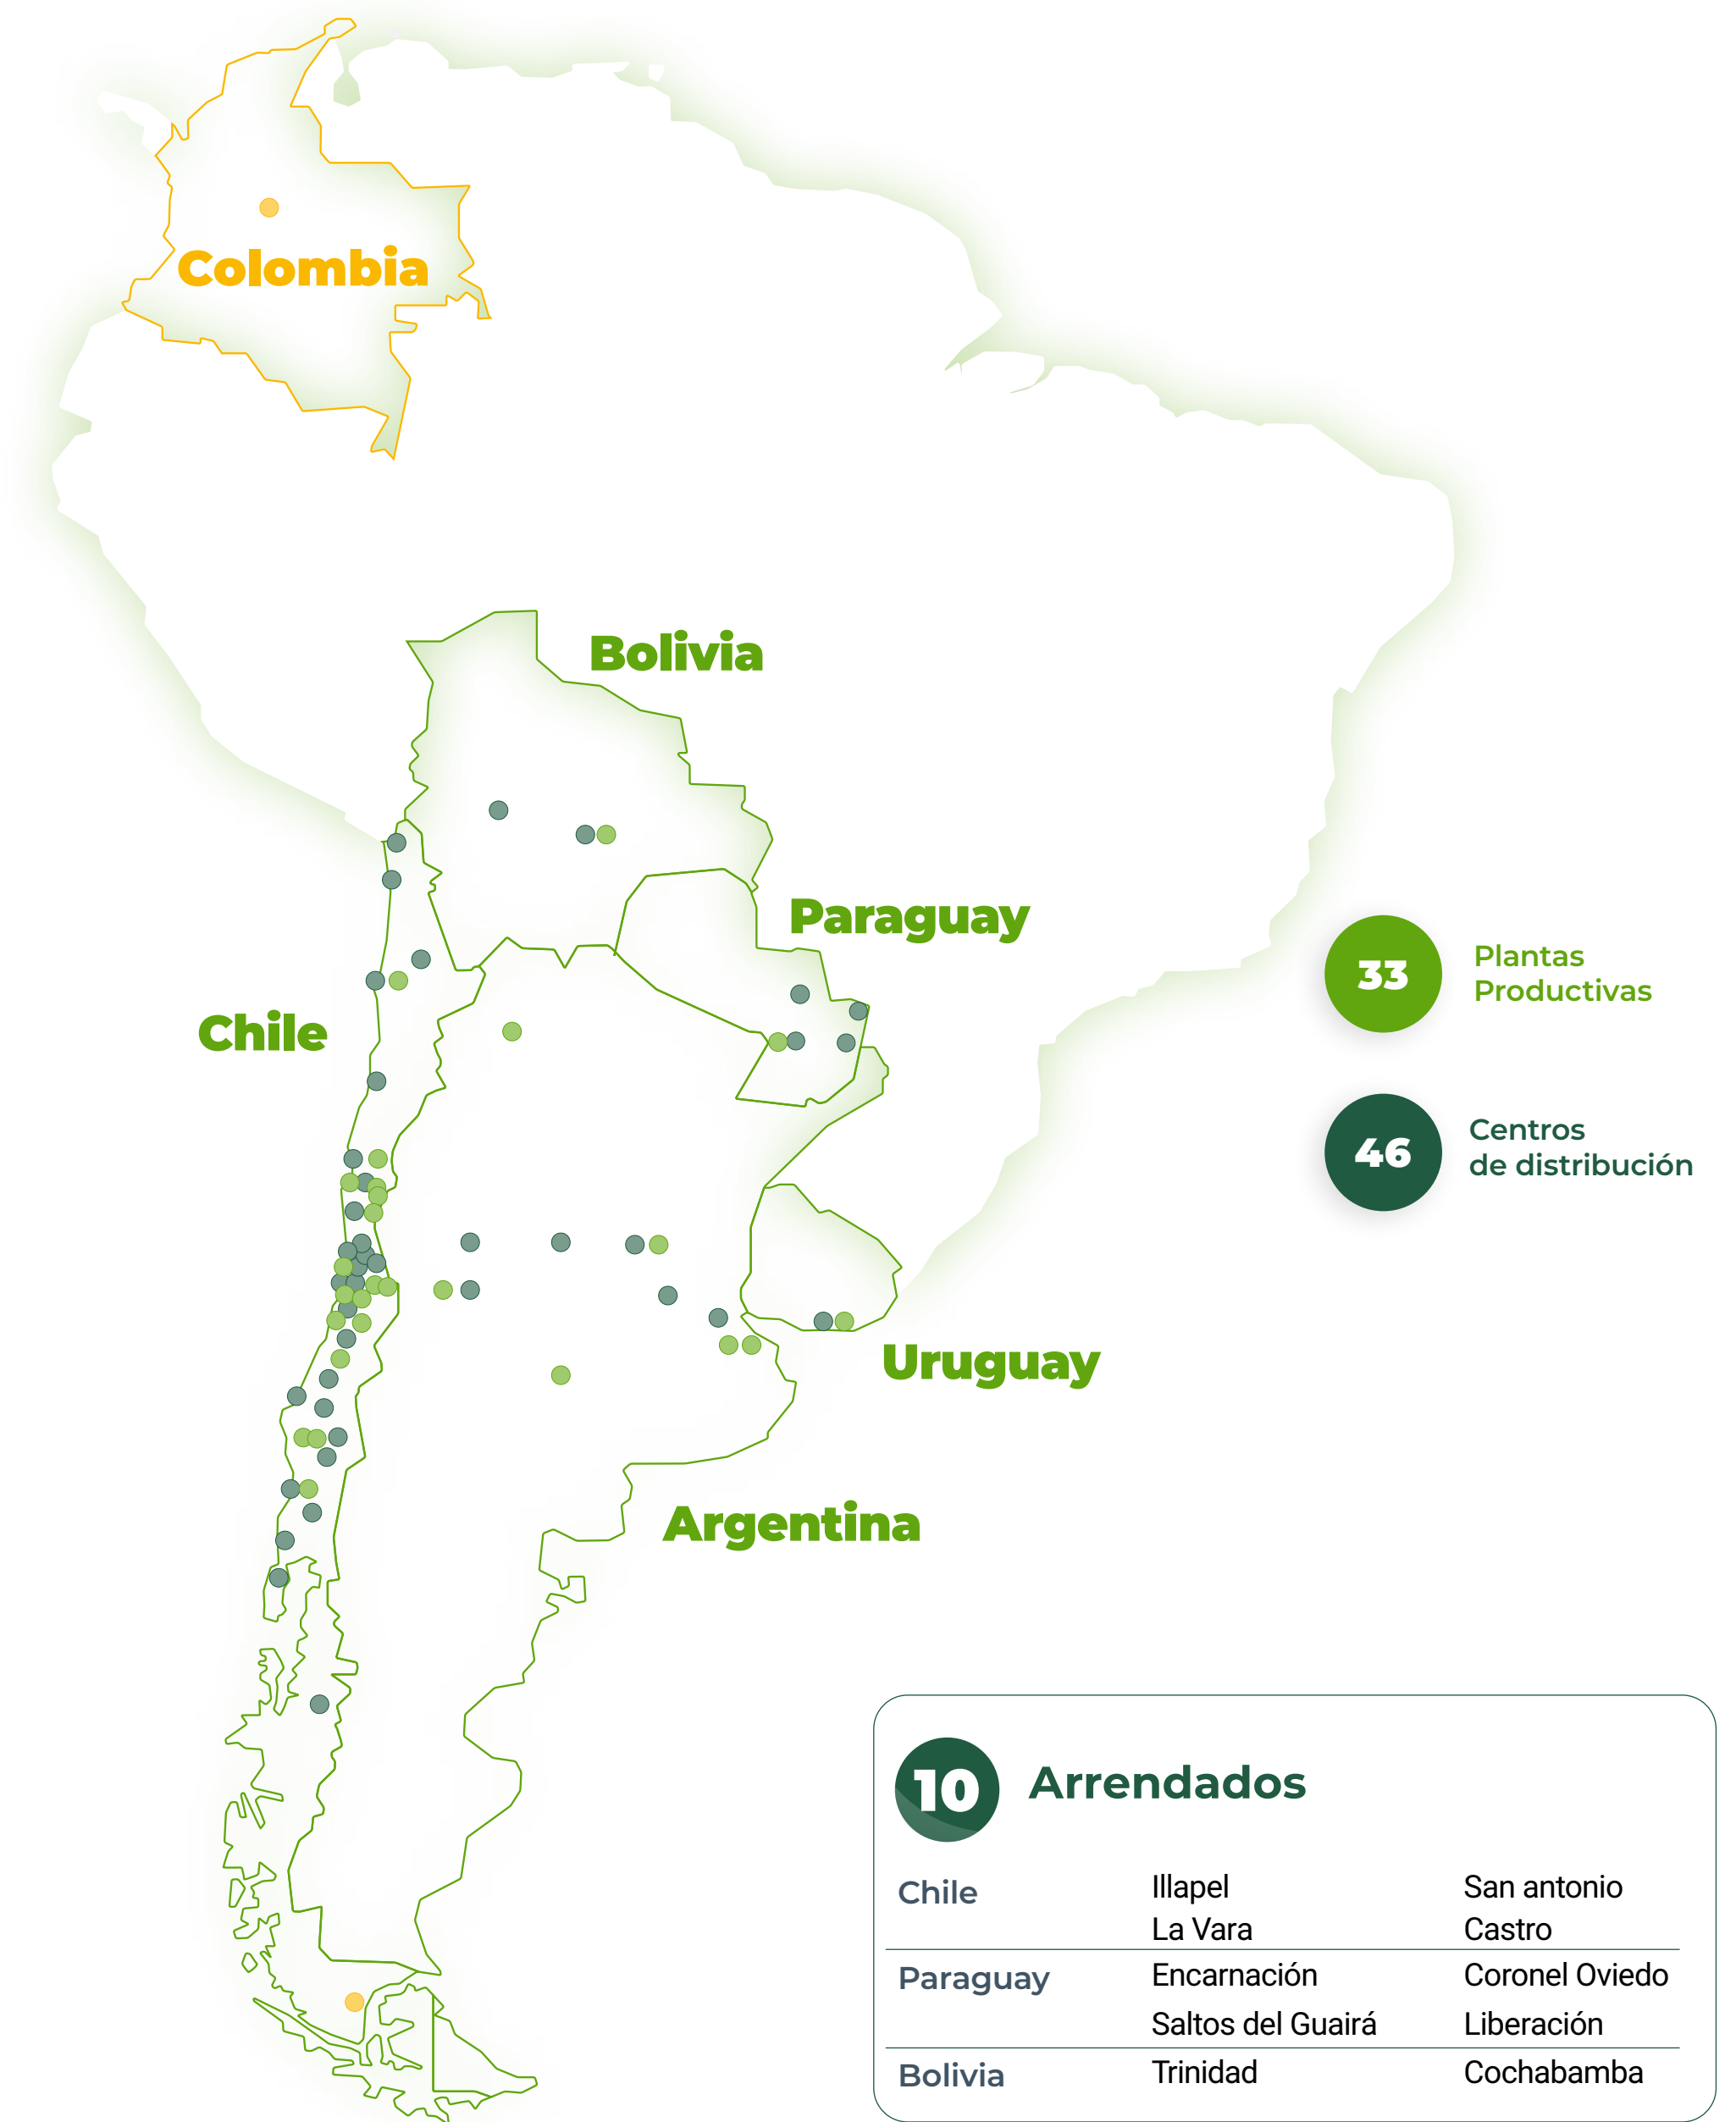 Colombia
Bolivia
Paraguay
Chile
33
Plantas
Productivas
46
Centros
de distribución
Uruguay
Argentina
10
Arrendados
Chile
Illapel
San antonio
La Vara
Castro
Paraguay
Encarnación
Coronel Oviedo
Saltos del Guairá
Liberación
Bolivia
Trinidad
Cochabamba